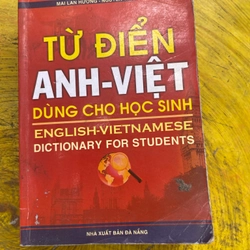 MAI LAN HƯƠNG - NGUYỄN
TỪ ĐIỂN
ANH-VIỆT
DÙNG CHO HỌC SINH
ENGLISH-VIETNAMESE
DICTIONARY FOR STUDENTS
NHÀ XUẤT BẢN ĐÀ NẴNG